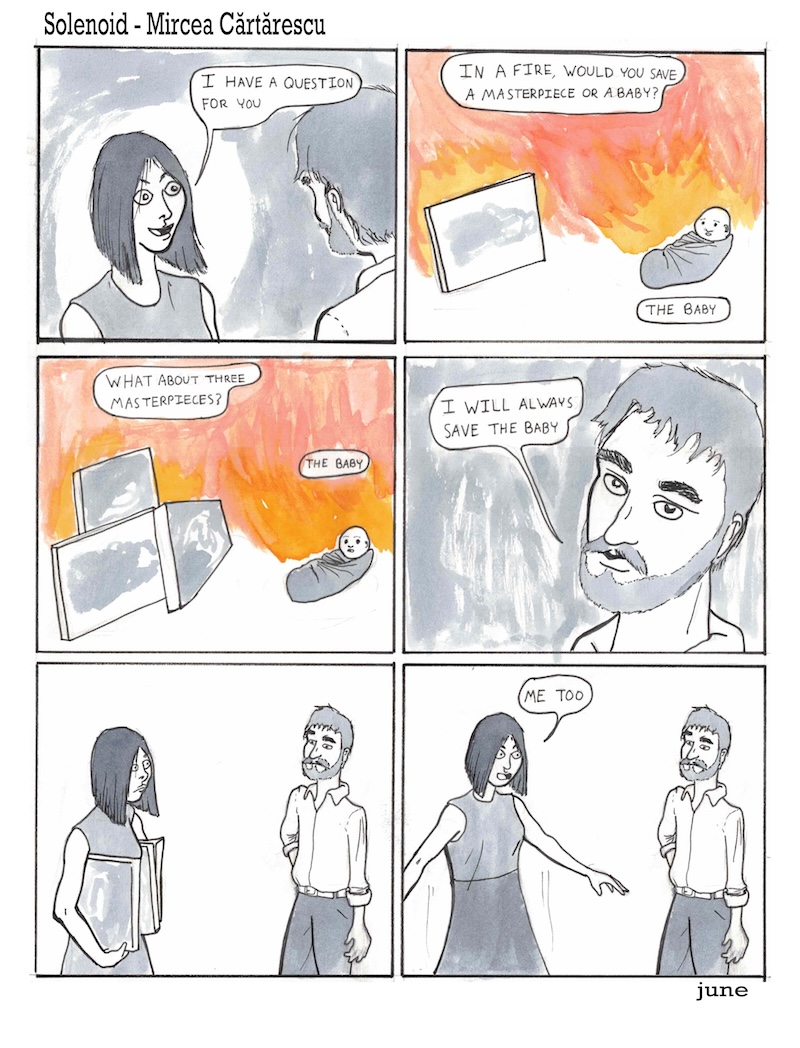 Solenoid - Mircea Cărtărescu
I HAVE A QUESTION
FOR YOU
IN A FIRE, WOULD YOU SAVE
A MASTERPIECE OR A BABY?
THE BABY
WHAT ABOUT THREE
MASTERPIECES?
THE BABY
I WILL ALWAYS
SAVE THE BABY
ME TOO
june